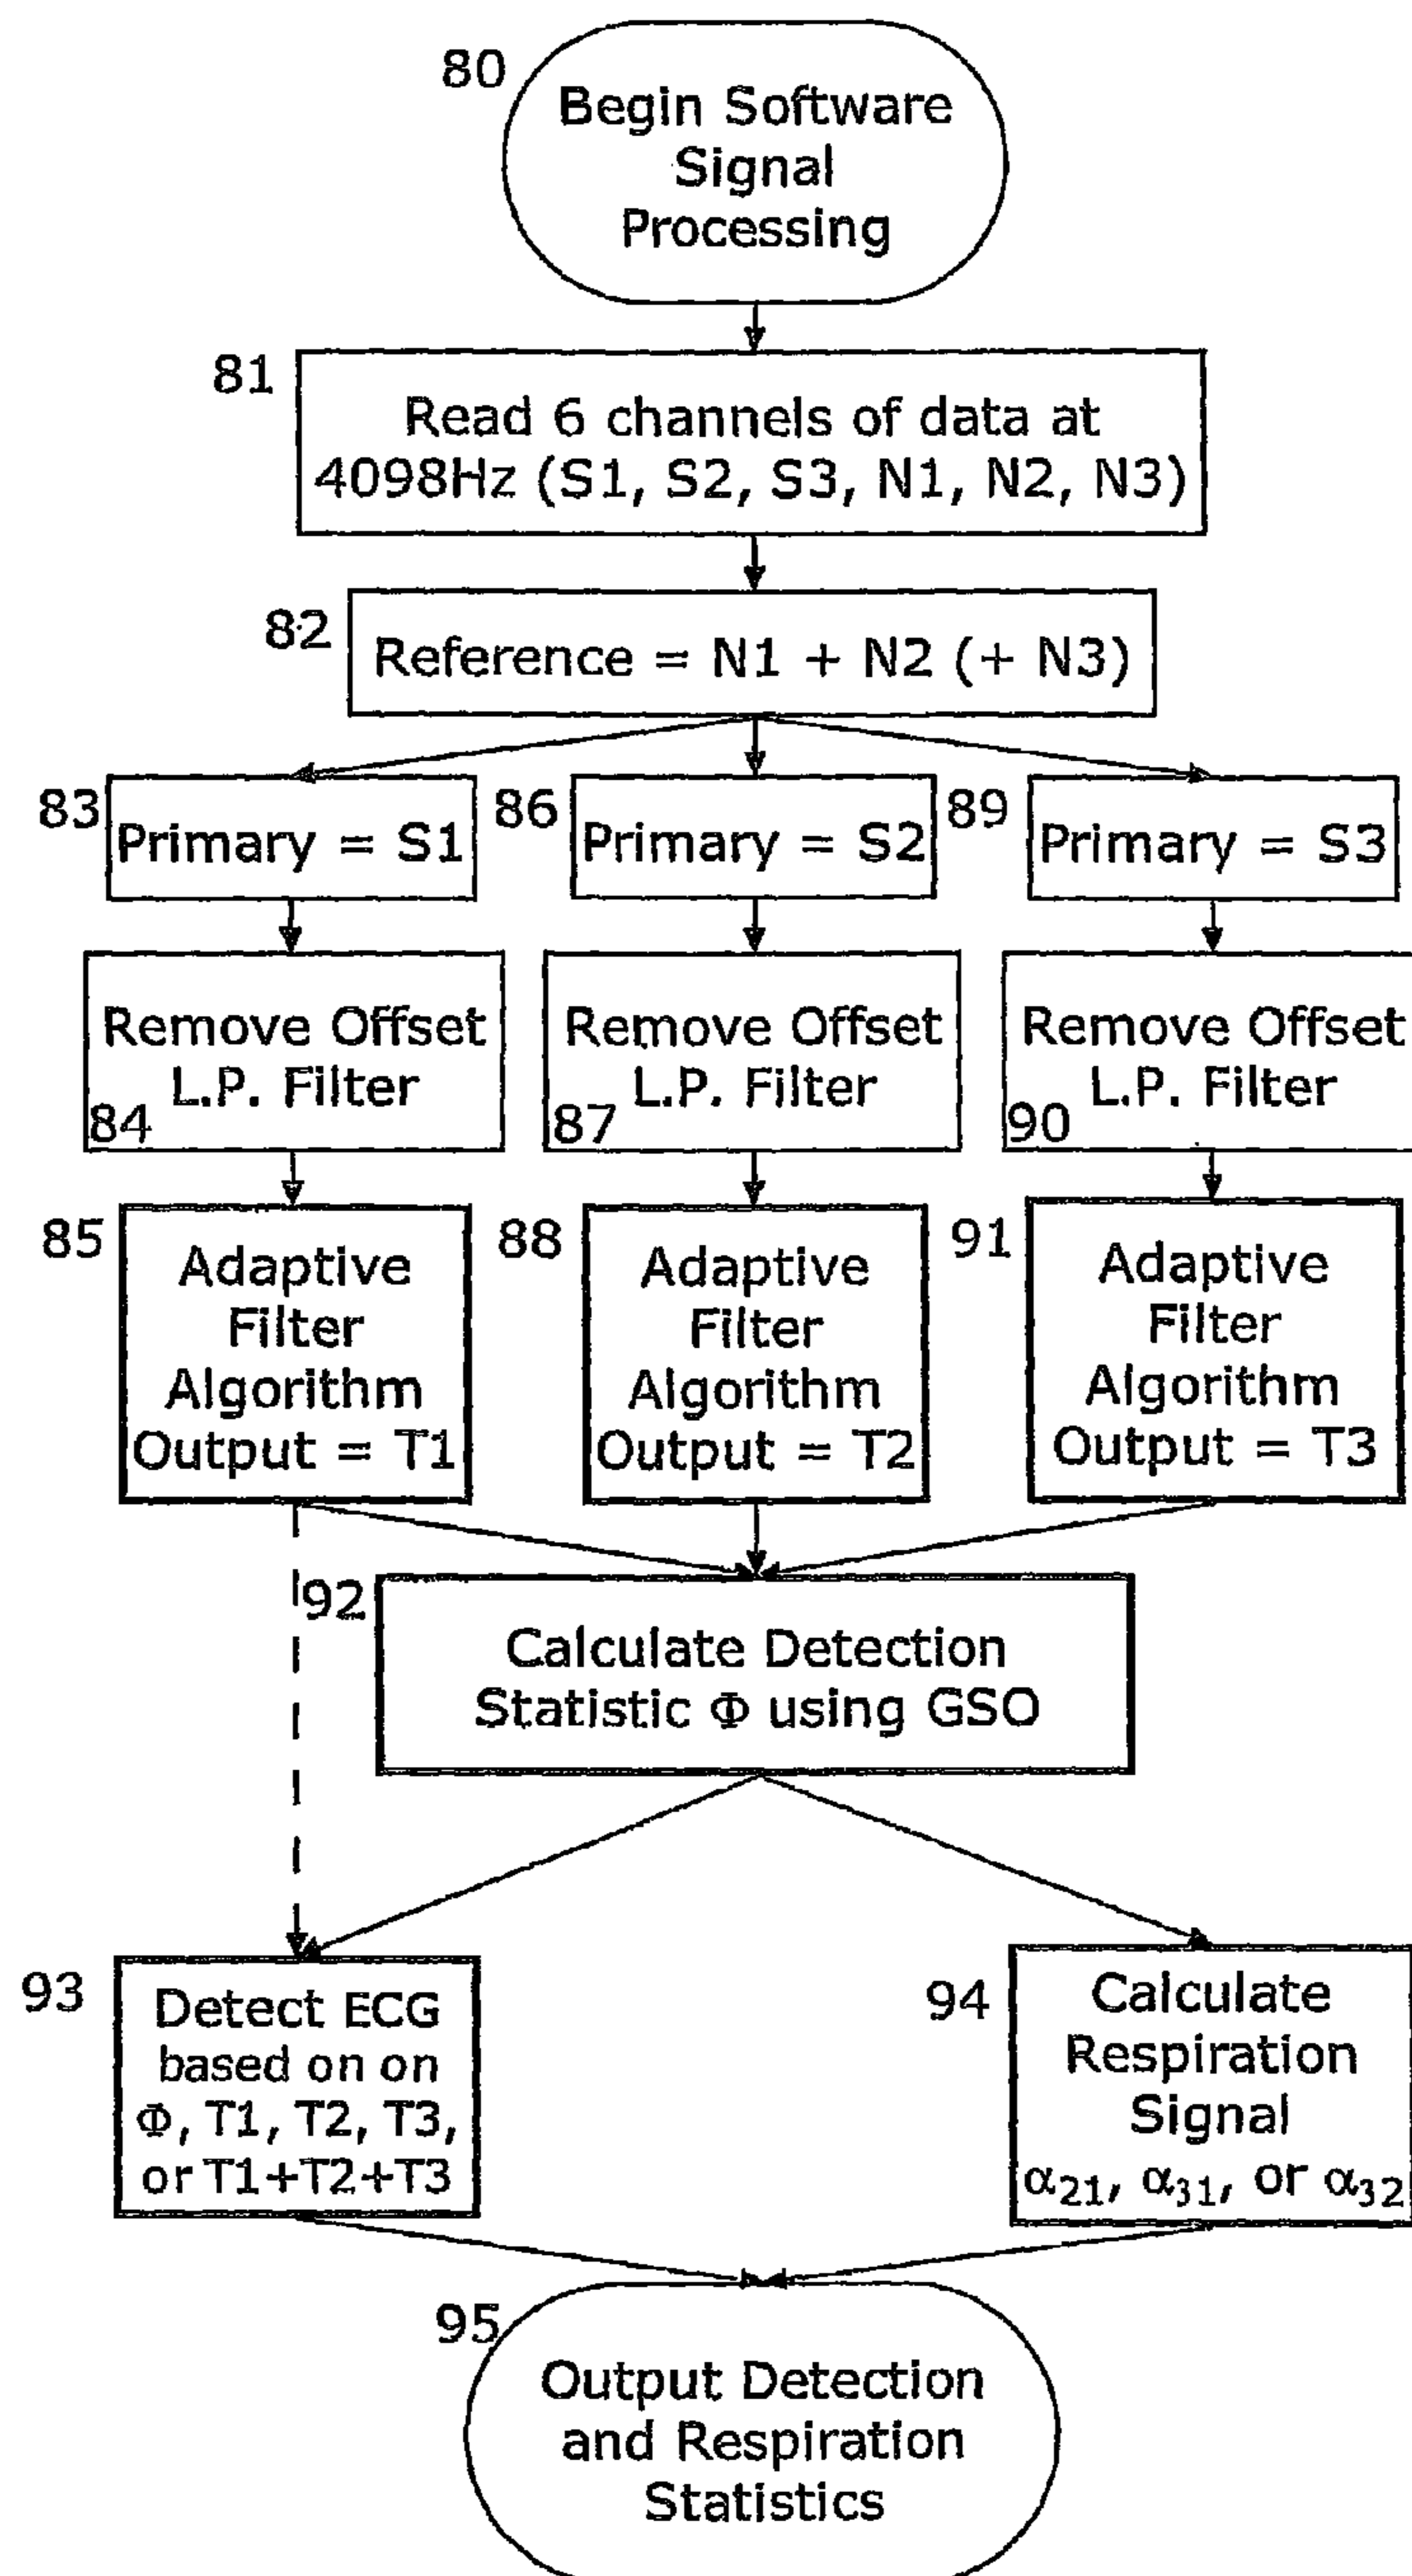 80
Begin Software
Signal
Processing
81
Read 6 channels of data at
4098Hz (S1, S2, S3, N1, N2, N3)
82
Reference = N1 + N2 (+ N3)
83
Primary = S1
86
Primary = S2
89
Primary = S3
Remove Offset
L.P. Filter
84
Remove Offset
L.P. Filter
87
Remove Offset
L.P. Filter
90
85
Adaptive
Filter
Algorithm
Output = T1
88
Adaptive
Filter
Algorithm
Output = T2
91
Adaptive
Filter
Algorithm
Output = T3
92
Calculate Detection
Statistic Φ using GSO
93
Detect ECG
based on on
Φ, T1, T2, T3,
or T1+T2+T3
94
Calculate
Respiration
Signal
α21, α31, or α32
95
Output Detection
and Respiration
Statistics